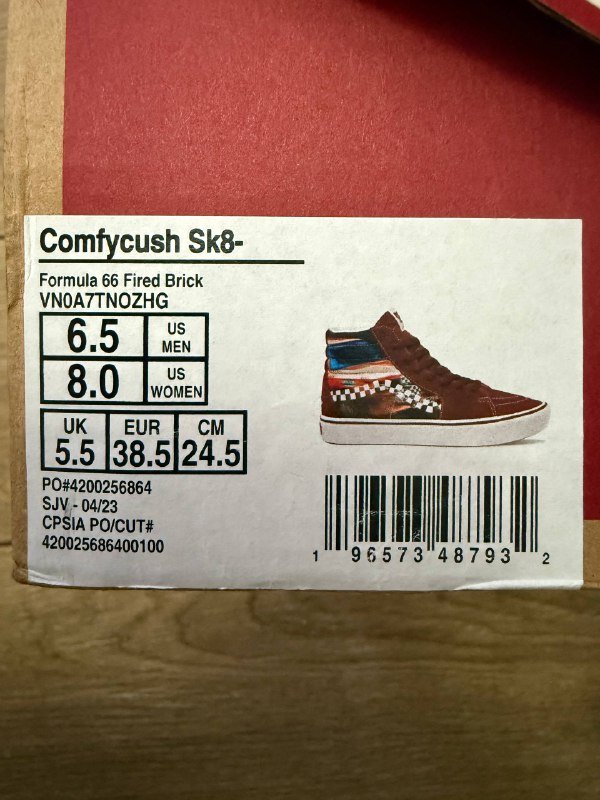 Comfycush Sk8-
Formula 66 Fired Brick
VN0A7TNOZHG
6.5 US MEN
8.0 US WOMEN
UK EUR CM
5.5 38.5 24.5
PO#4200256864
SJV - 04/23
CPSIA PO/CUT#
420025686400100
1 96573 48793 2